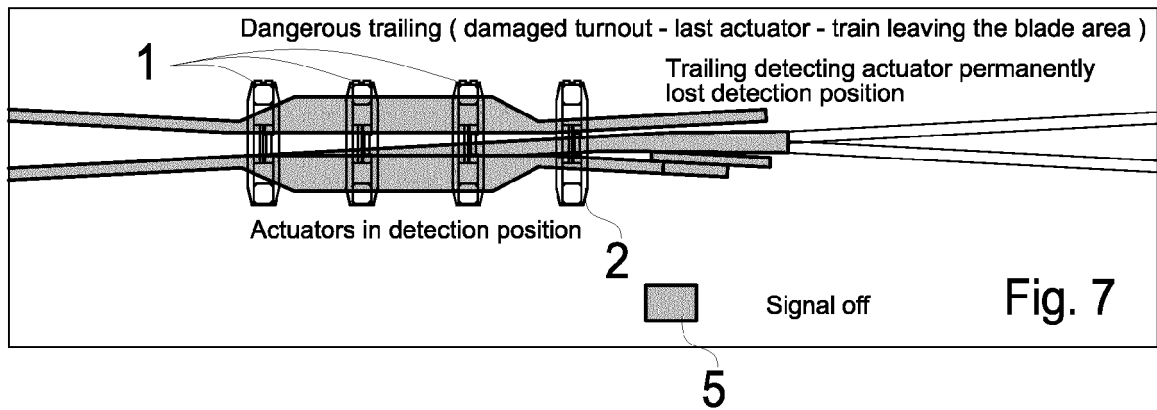 Dangerous trailing ( damaged turnout - last actuator - train leaving the blade area )
1
Trailing detecting actuator permanently
lost detection position
Actuators in detection position
2
Signal off
Fig. 7
5